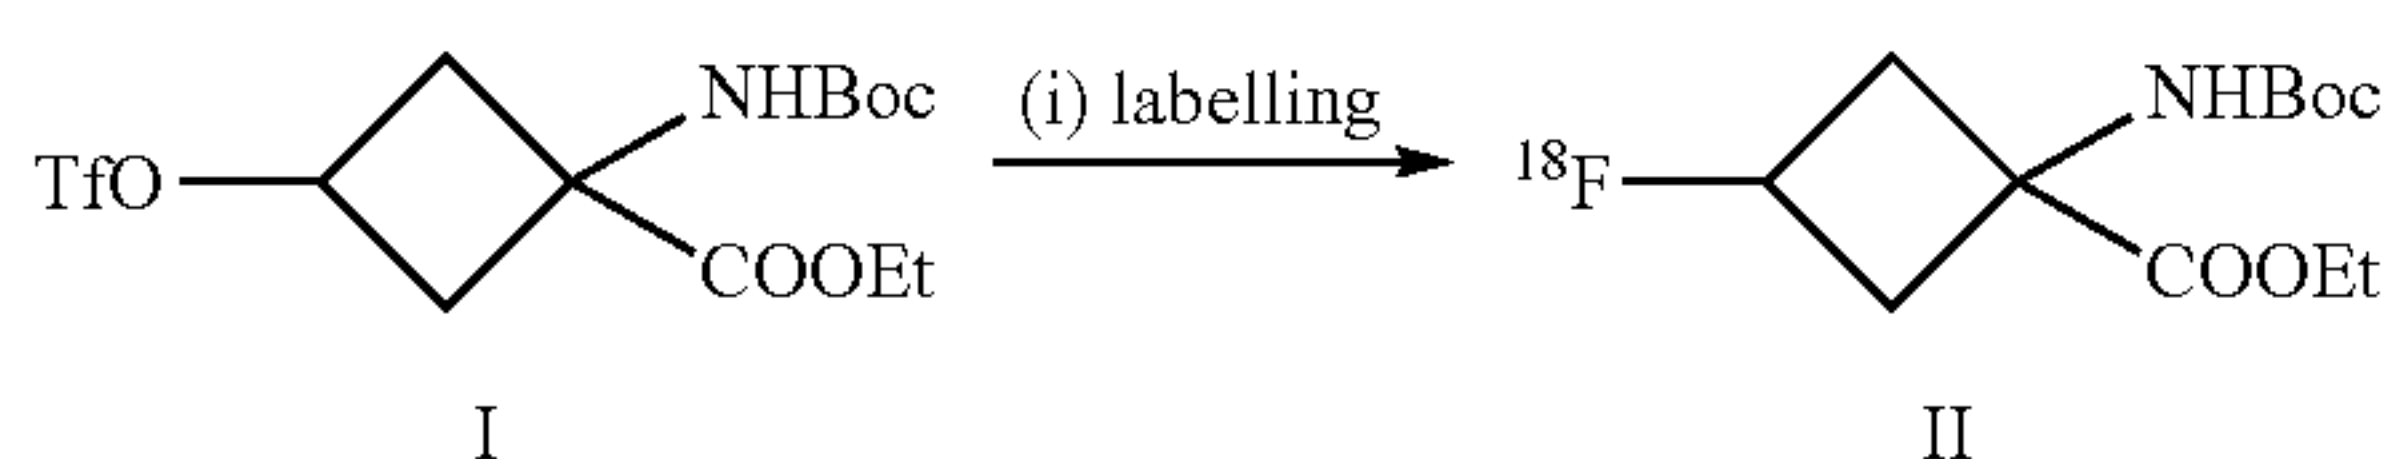 NHBoc (i) labelling NHBoc
TfO ¹⁸F
COOEt COOEt
I II